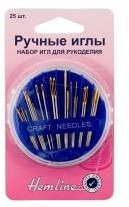 25 шт.
Ручные иглы
НАБОР ИГЛ ДЛЯ РУКОДЕЛИЯ
CRAFT NEEDLES
Hemline